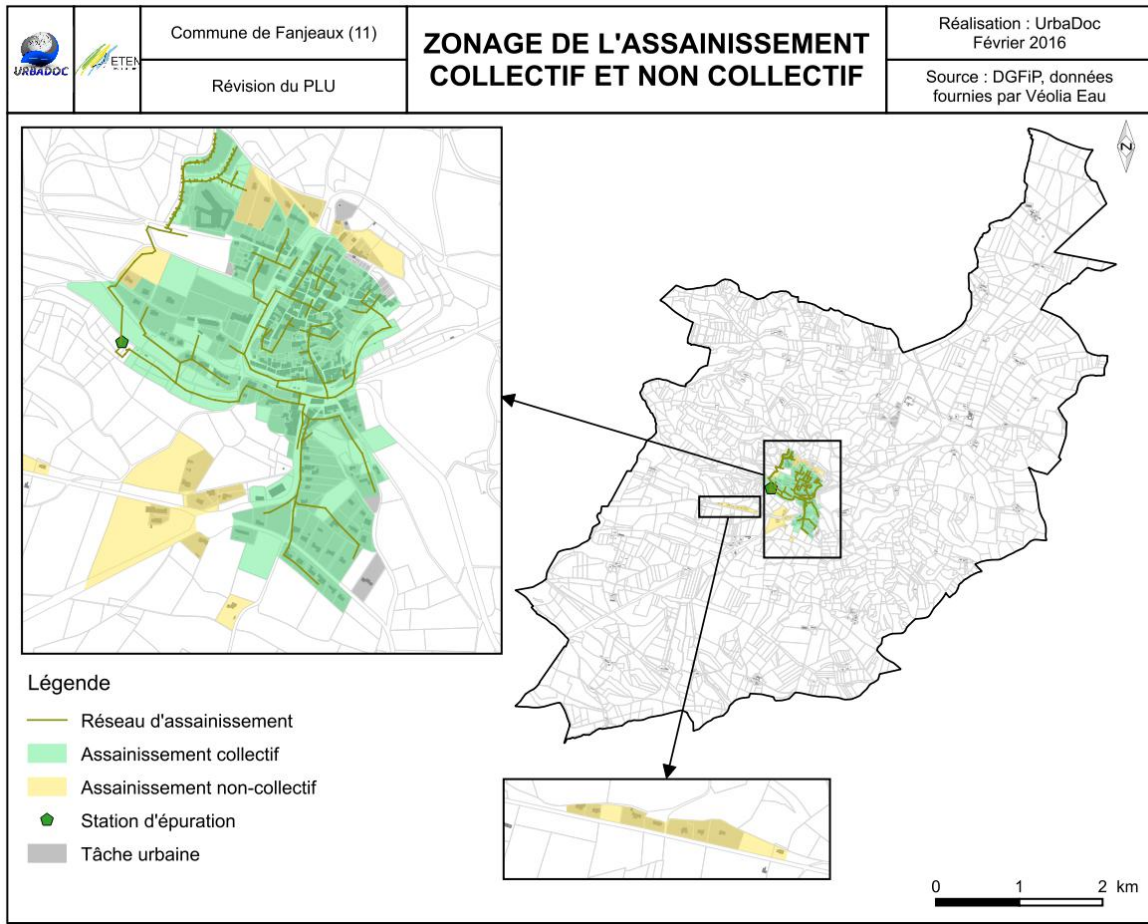 URBADOC
ETEN
Commune de Fanjeaux (11)
Révision du PLU
ZONAGE DE L'ASSAINISSEMENT
COLLECTIF ET NON COLLECTIF
Réalisation : UrbaDoc
Février 2016
Source : DGFiP, données
fournies par Véolia Eau
Z
Légende
Réseau d'assainissement
Assainissement collectif
Assainissement non-collectif
Station d'épuration
Tâche urbaine
0 1 2 km